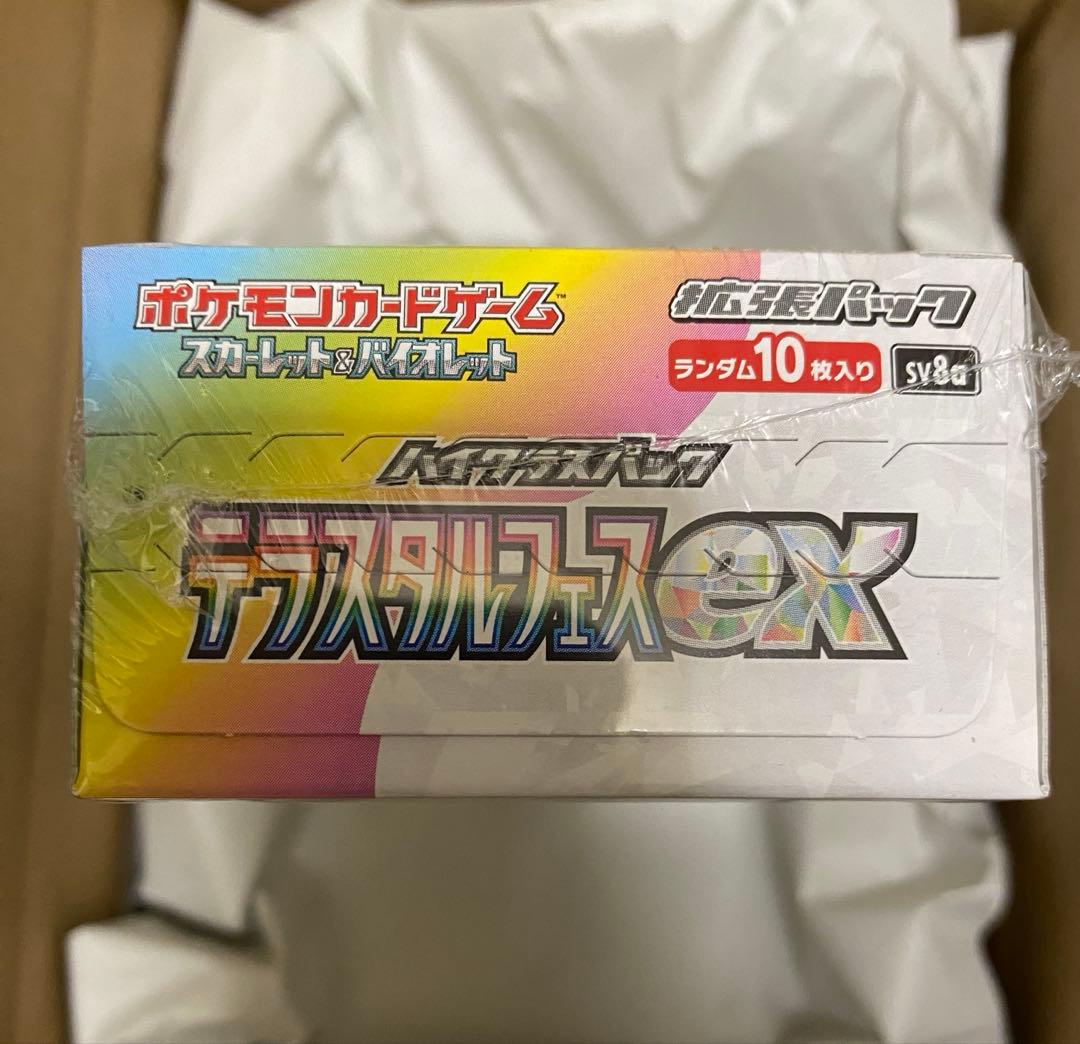 ポケモンカードゲーム™
スカーレット&バイオレット
拡張パック
ランダム10枚入り
sv8a
ハイクラスパック
テラスタルフェスex